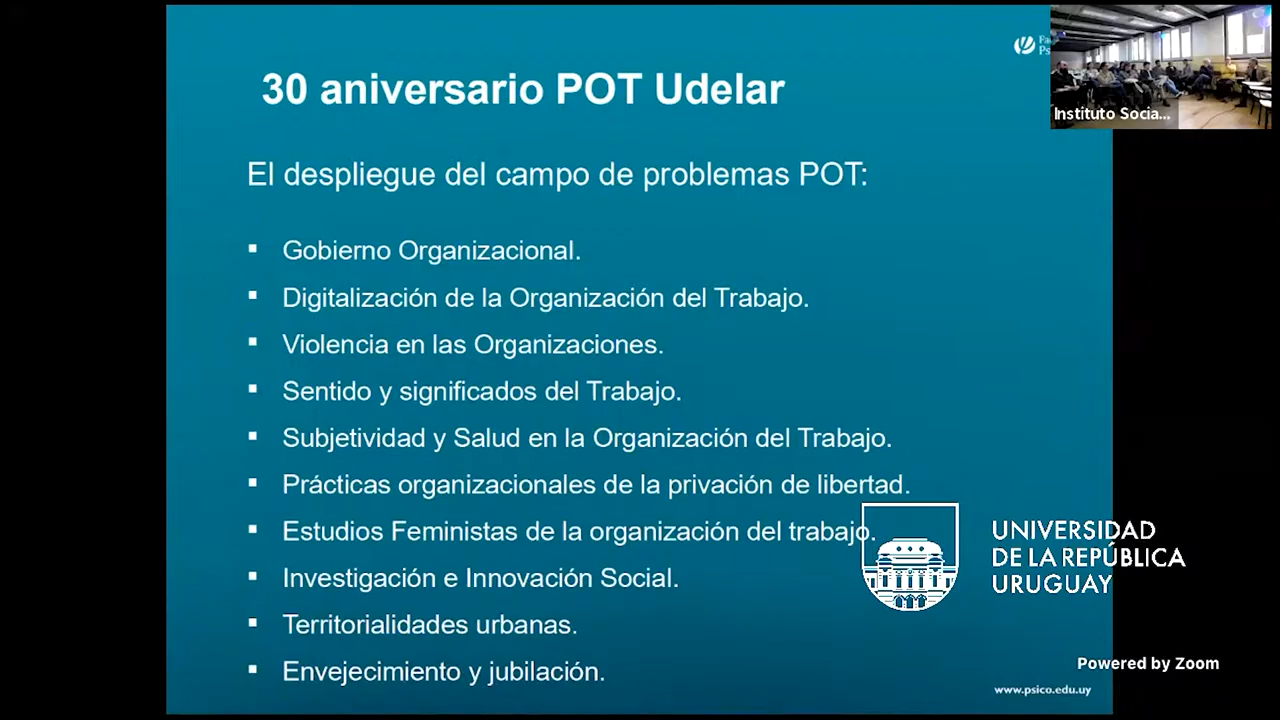 30 aniversario POT Udelar
El despliegue del campo de problemas POT:
Gobierno Organizacional.
Digitalización de la Organización del Trabajo.
Violencia en las Organizaciones.
Sentido y significados del Trabajo.
Subjetividad y Salud en la Organización del Trabajo.
Prácticas organizacionales de la privación de libertad.
Estudios Feministas de la organización del trabajo.
Investigación e Innovación Social.
Territorialidades urbanas.
Envejecimiento y jubilación.
Instituto Socia...
UNIVERSIDAD
DE LA REPÚBLICA
URUGUAY
Powered by Zoom
www.psico.edu.uy